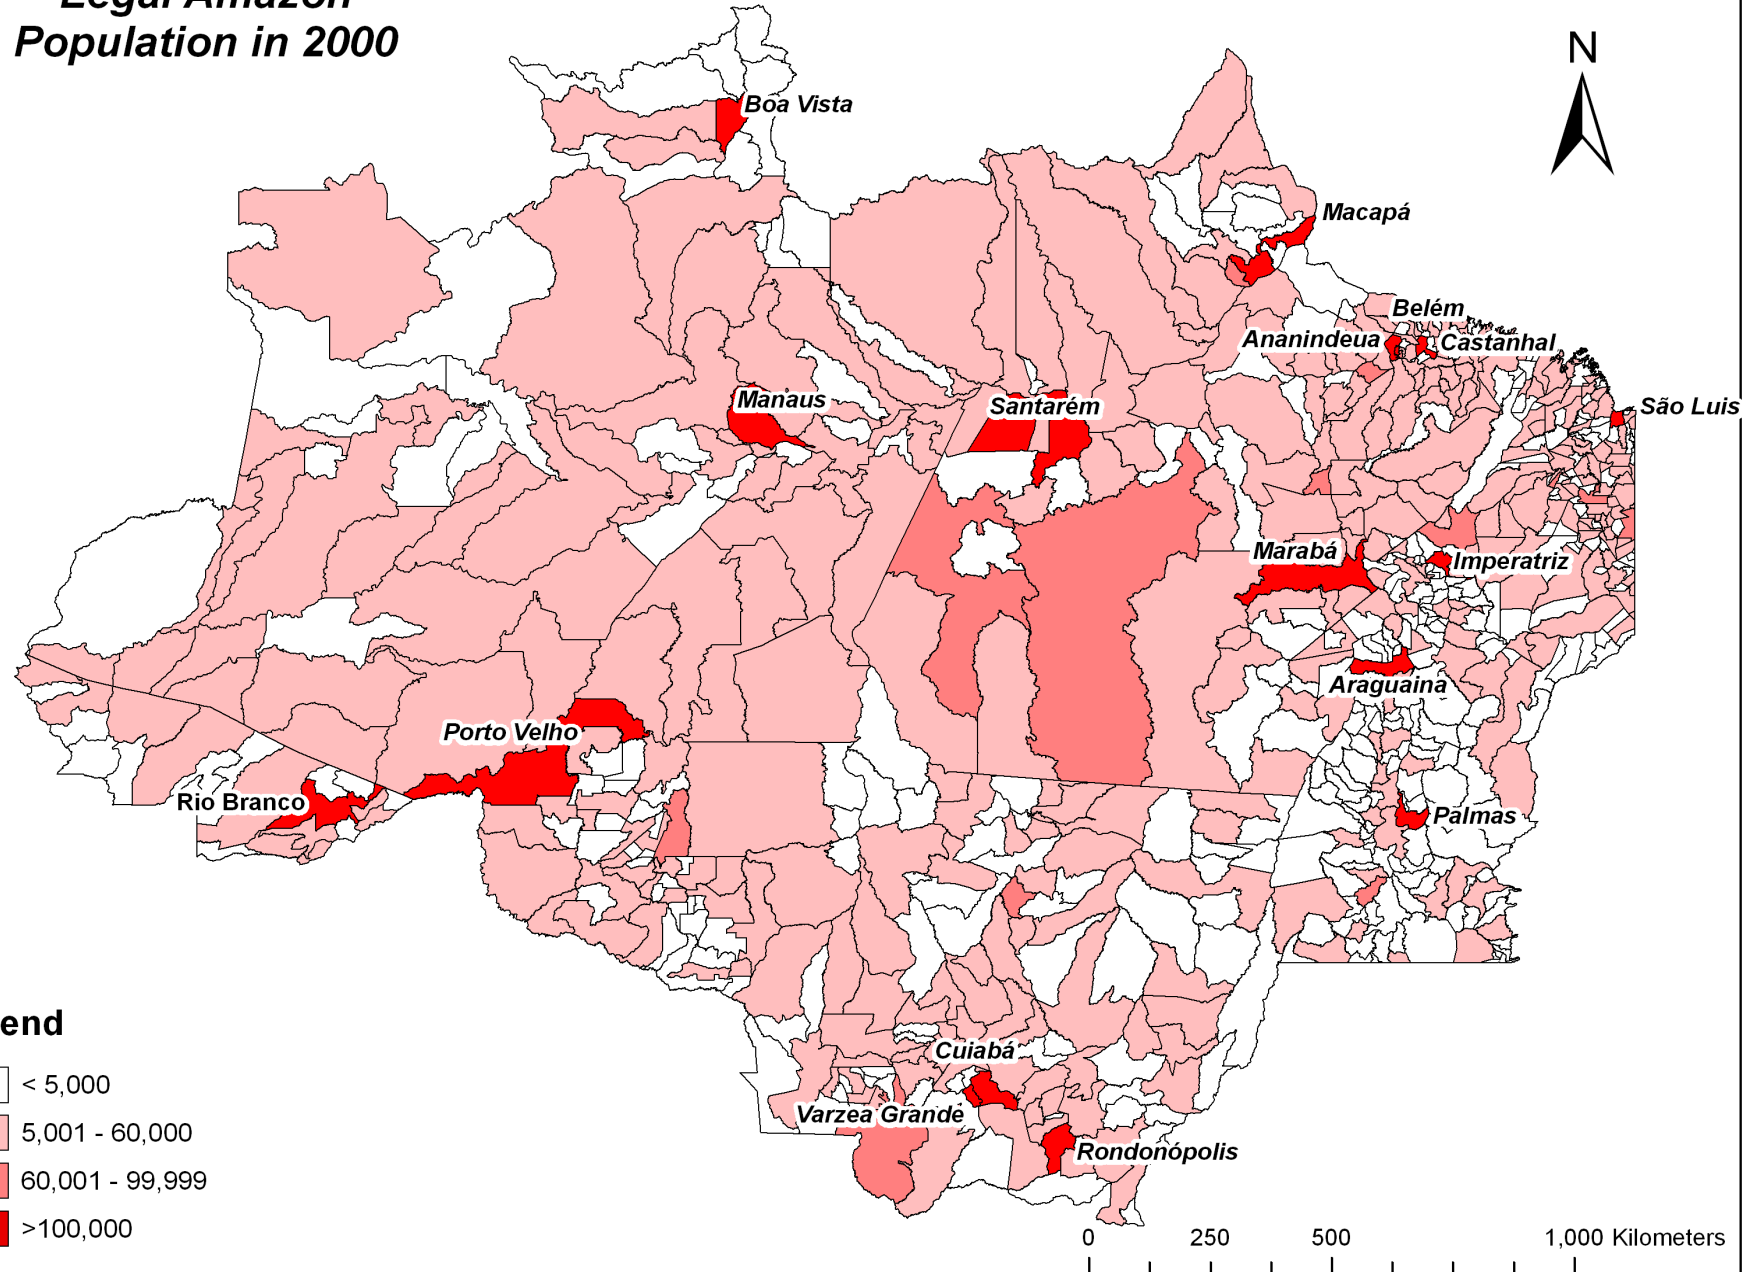 Legal Amazon
Population in 2000
N
Boa Vista
Macapá
Belém
Ananindeua
Castanhal
Manaus
Santarém
São Luis
Marabá
Imperatriz
Araguaina
Porto Velho
Rio Branco
Palmas
Cuiabá
Varzea Grande
Rondonópolis
end
< 5,000
5,001 - 60,000
60,001 - 99,999
>100,000
0 250 500 1,000 Kilometers